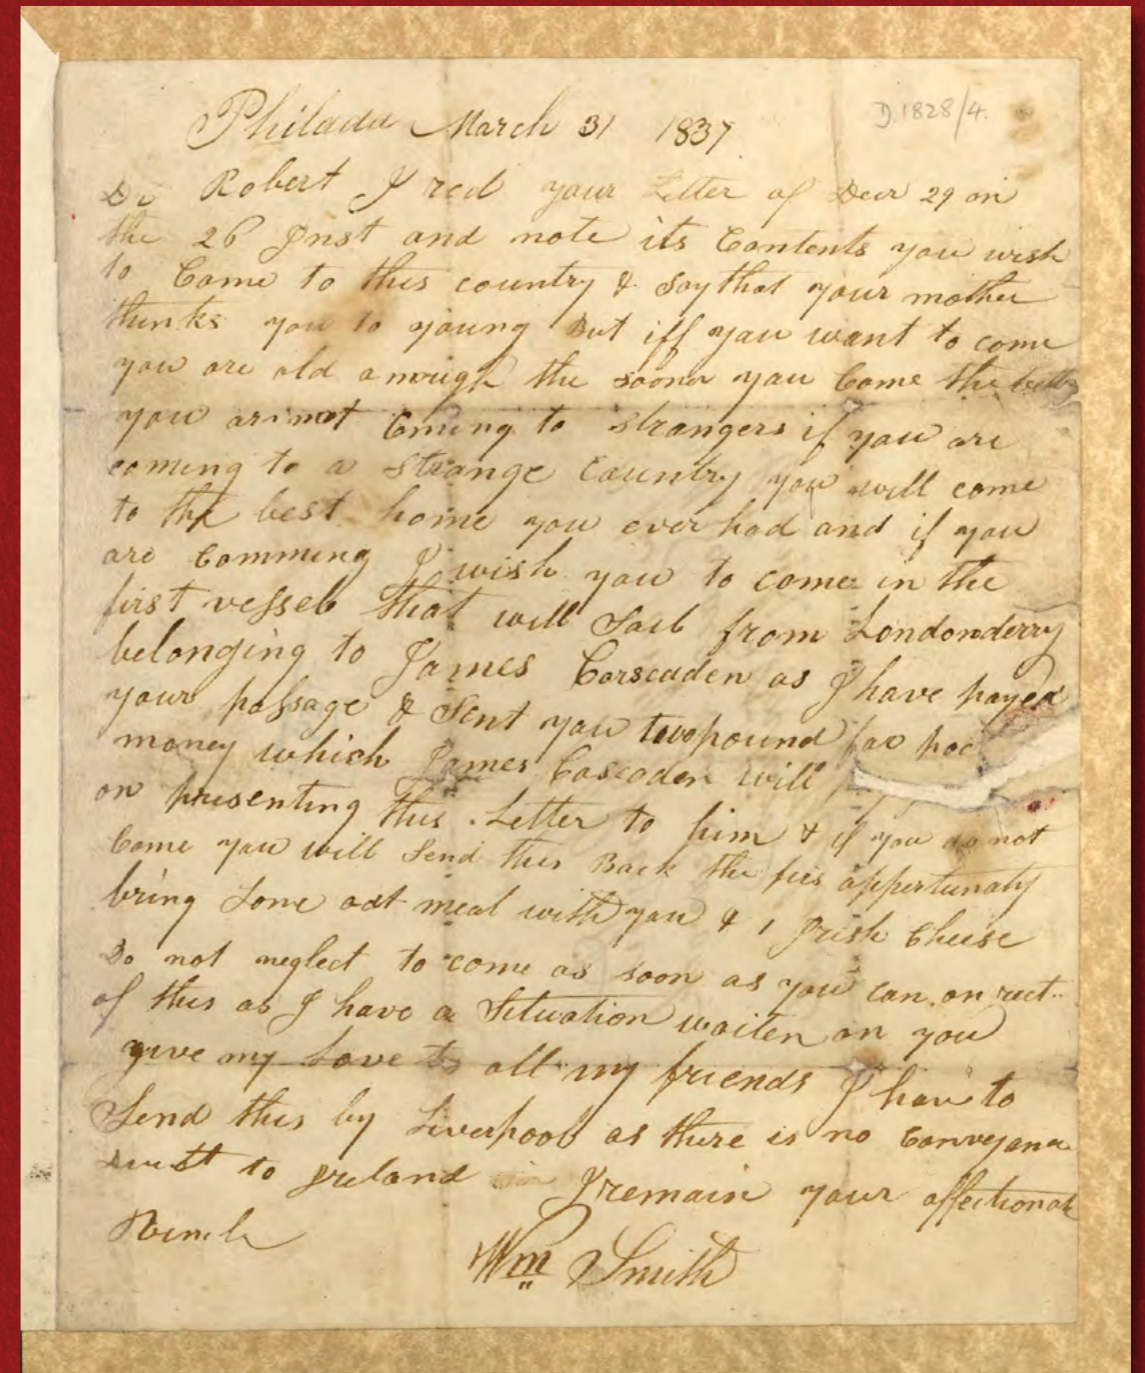 Philada March 31 1837
D.1828/4.
Dr Robert I recd your Letter of Decr 29 on
the 26 Inst and note its Contents you wish
to Come to this country & Say that your mother
thinks you to young But iff you want to come
you are old anough the sooner you Come the better
you are not Coming to strangers if you are
coming to a strange Country you will come
to the best home you ever had and if you
are Comming I wish you to come in the
first vessel that will Sail from Londonderry
belonging to James Corscaden as I have payed
your passage & Sent you two pound for
money which James Coscaden will
on presenting this Letter to him & if you do not
Come you will Send this Back the firs oppertunaty
bring Some oat meal with you & 1 Irish Cheise
Do not neglect to come as soon as you can on rect..
of this as I have a Situation waiten on you
give my Love to all my friends I have to
Send this by Liverpool as there is no Conveyance
to Ireland I remain your affectionate
Wm Smith